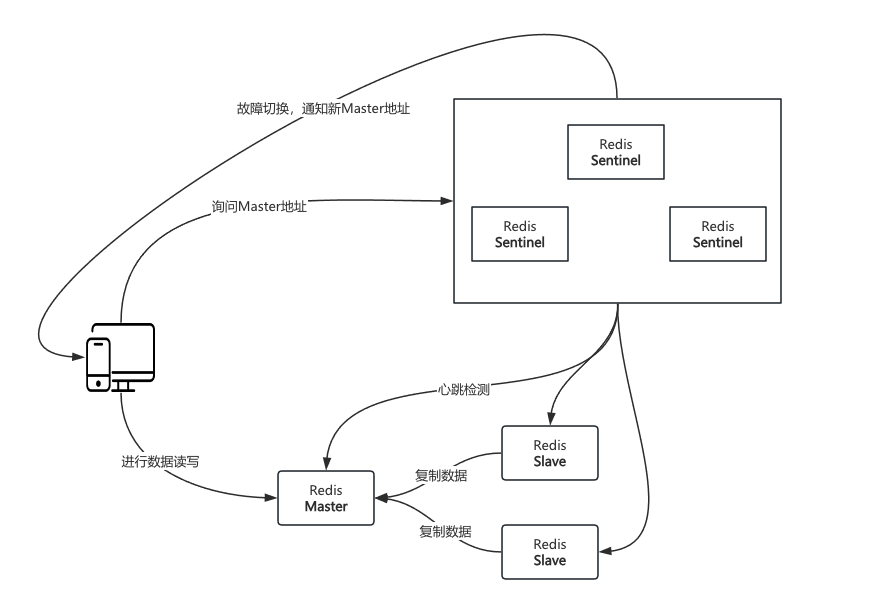 故障切换，通知新Master地址
Redis
Sentinel
询问Master地址
Redis
Sentinel
Redis
Sentinel
心跳检测
Redis
Slave
进行数据读写
复制数据
Redis
Master
复制数据
Redis
Slave